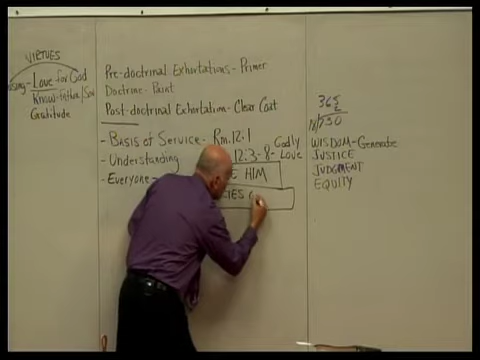 VIRTUES
Love for God
Know-Father/Son
Gratitude
Pre-doctrinal Exhortations - Primer
Doctrine - Paint
Post-doctrinal Exhortation - Clear Coat
- Basis of Service - Rm. 12:1
- Understanding 12:3-8 - Godly Love
- Everyone - HIM
365
2
730
WISDOM - Generate
JUSTICE
JUDGMENT
EQUITY